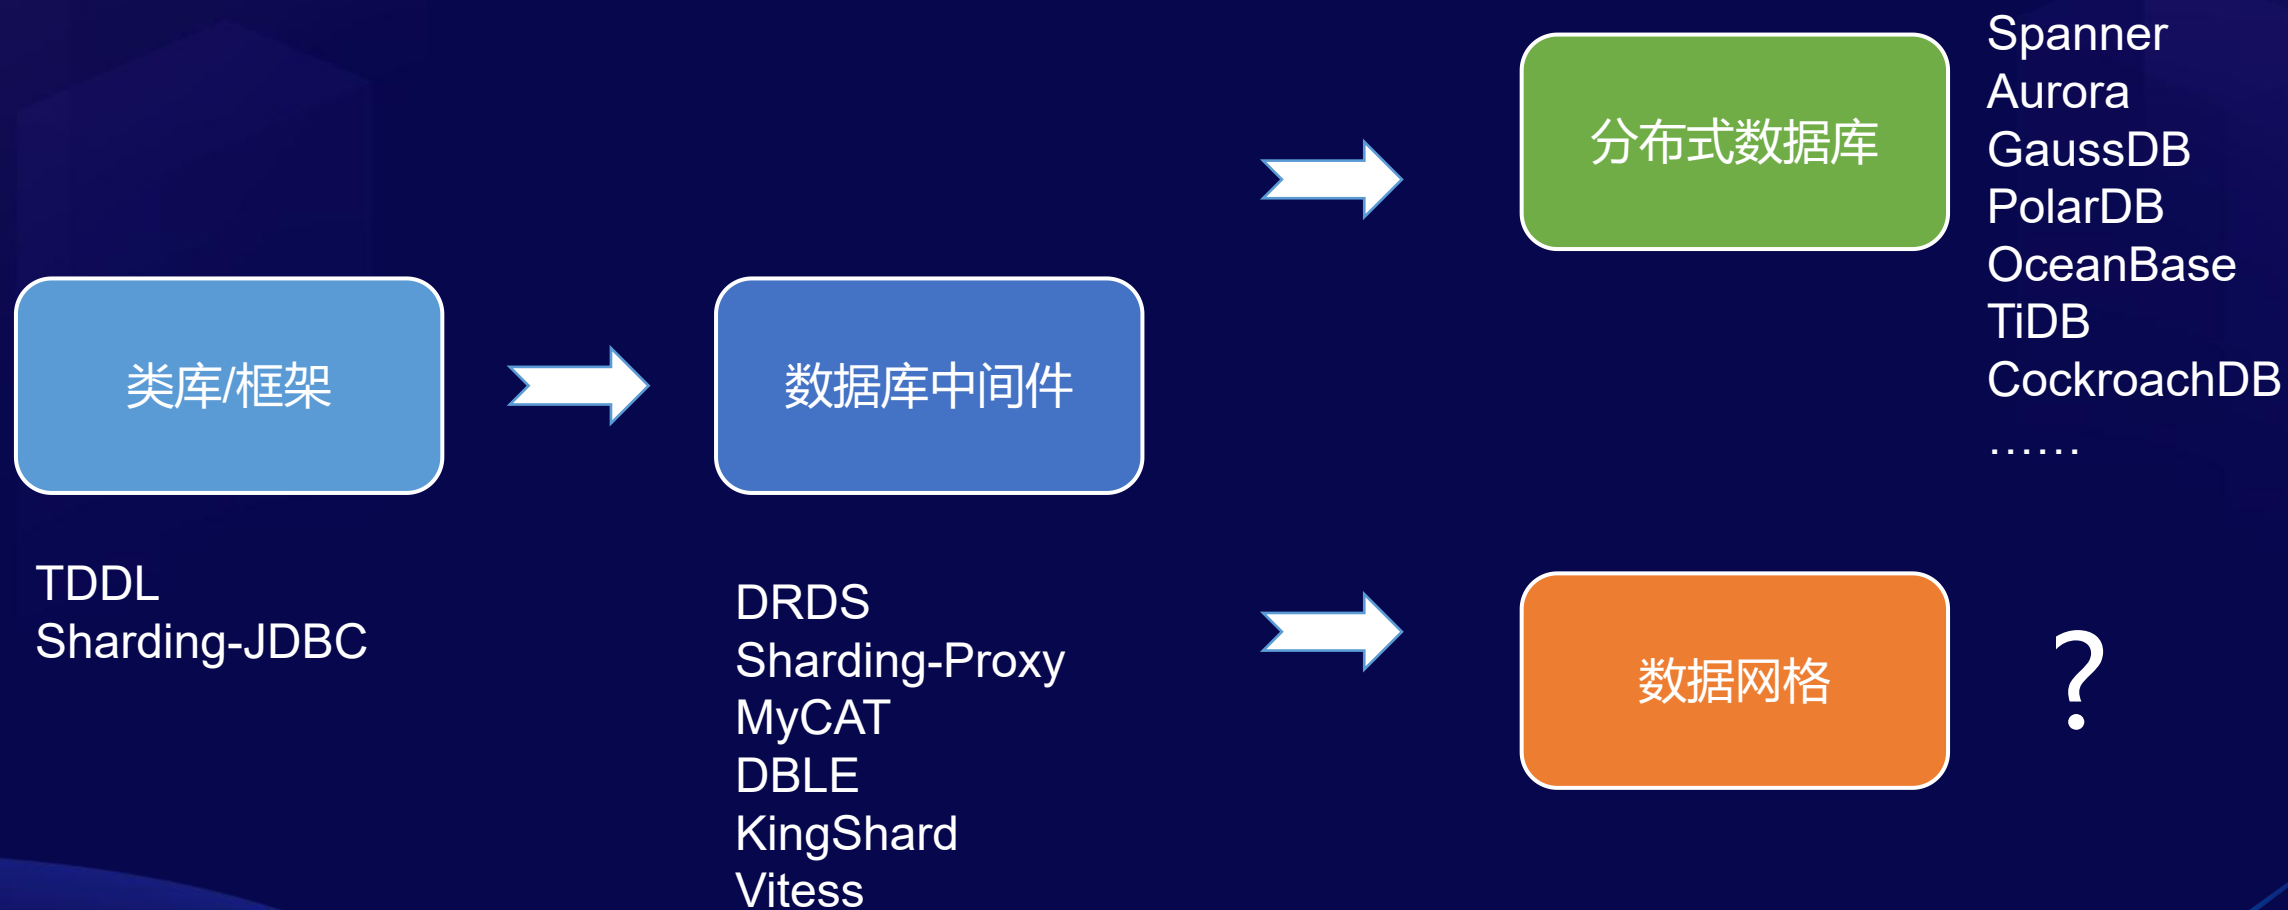 类库/框架
TDDL
Sharding-JDBC
数据库中间件
DRDS
Sharding-Proxy
MyCAT
DBLE
KingShard
Vitess
分布式数据库
Spanner
Aurora
GaussDB
PolarDB
OceanBase
TiDB
CockroachDB
……
数据网格
?